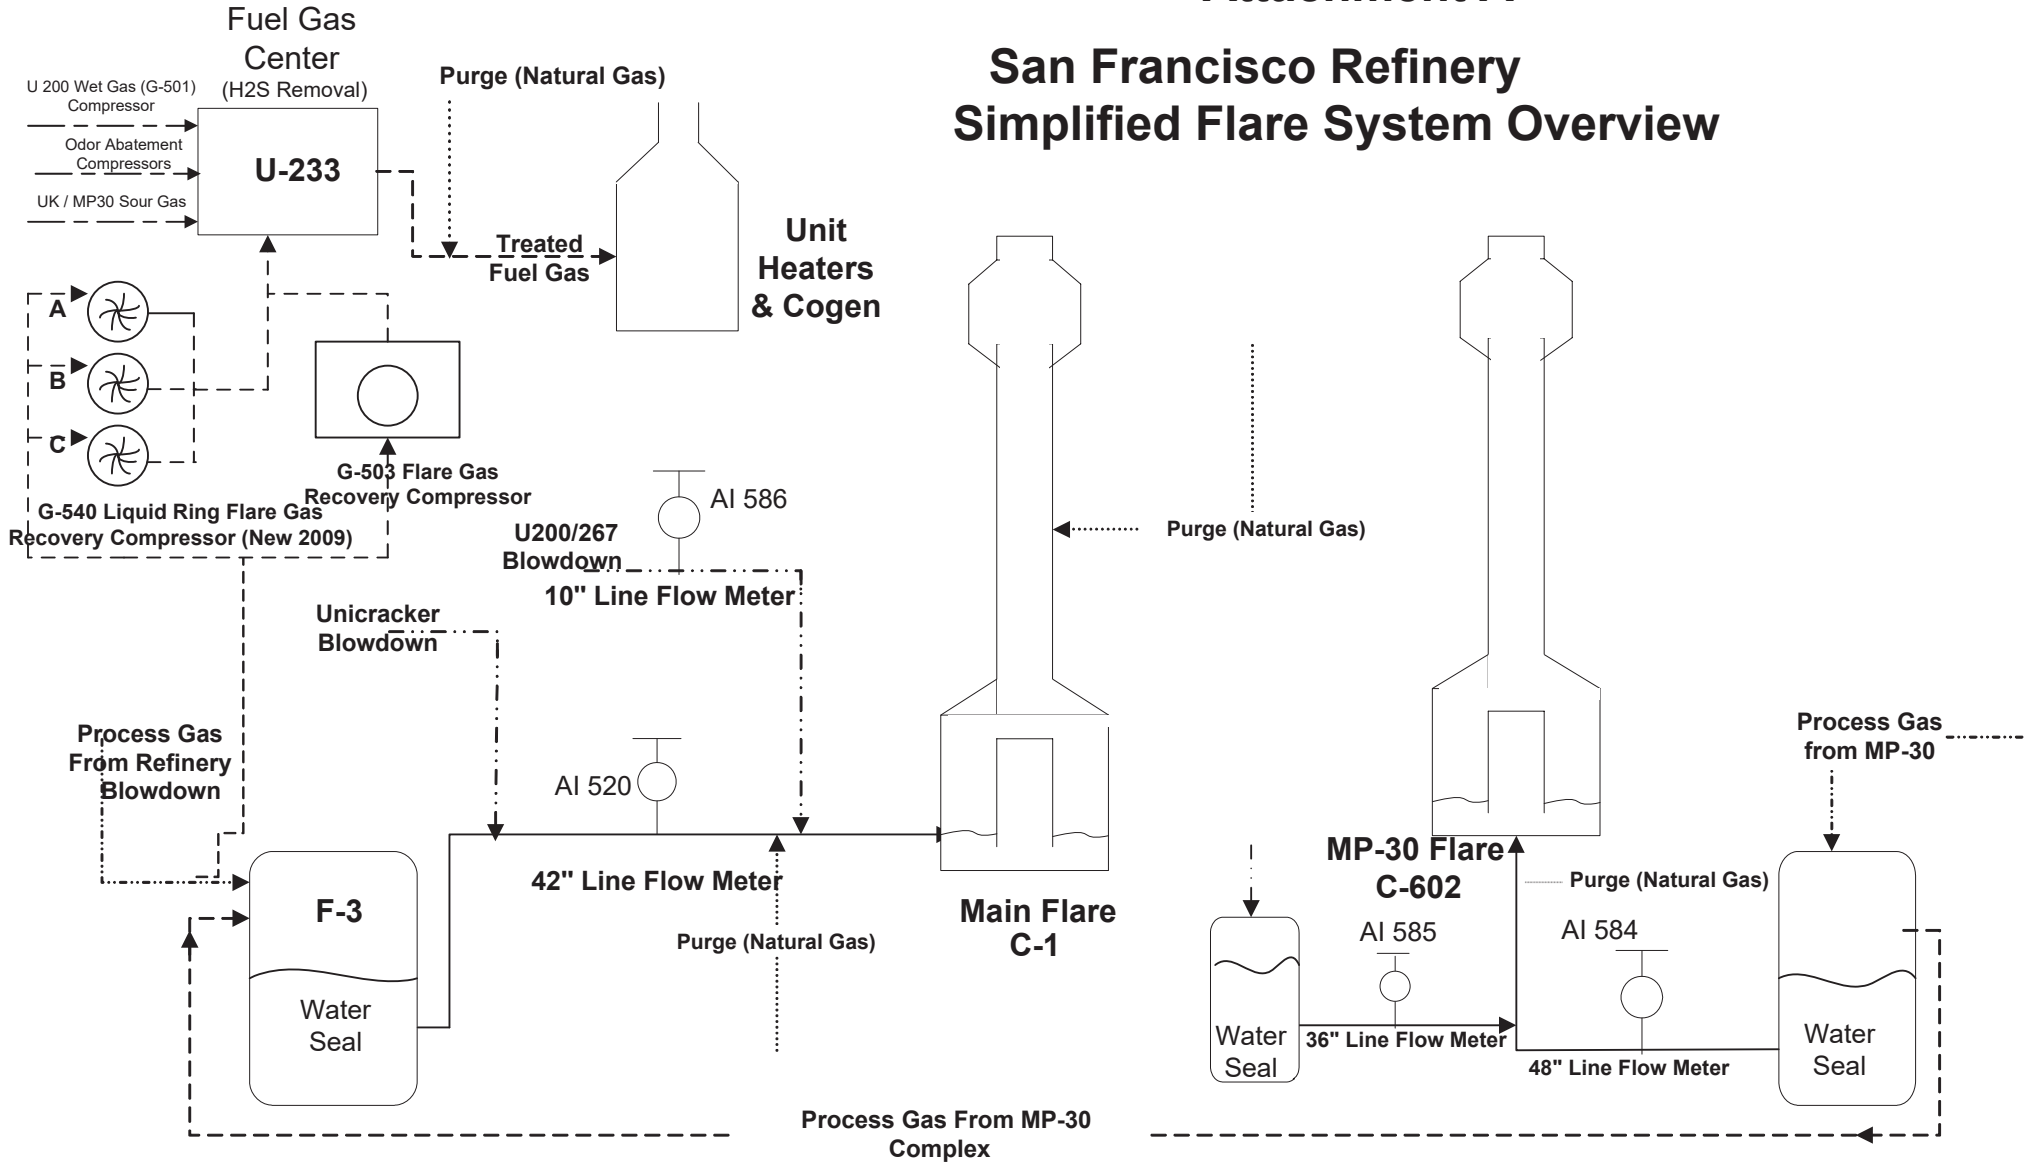 San Francisco Refinery
Simplified Flare System Overview
Fuel Gas
Center
(H2S Removal)
U 200 Wet Gas (G-501)
Compressor
Odor Abatement
Compressors
UK / MP30 Sour Gas
U-233
Purge (Natural Gas)
Treated
Fuel Gas
Unit
Heaters
& Cogen
A
B
C
G-503 Flare Gas
Recovery Compressor
G-540 Liquid Ring Flare Gas
Recovery Compressor (New 2009)
AI 586
U200/267
Blowdown
10" Line Flow Meter
Purge (Natural Gas)
Unicracker
Blowdown
Process Gas
From Refinery
Blowdown
AI 520
42" Line Flow Meter
F-3
Water
Seal
Purge (Natural Gas)
Main Flare
C-1
MP-30 Flare
C-602
Process Gas
from MP-30
Purge (Natural Gas)
AI 585
AI 584
Water
Seal
36" Line Flow Meter
48" Line Flow Meter
Water
Seal
Process Gas From MP-30
Complex